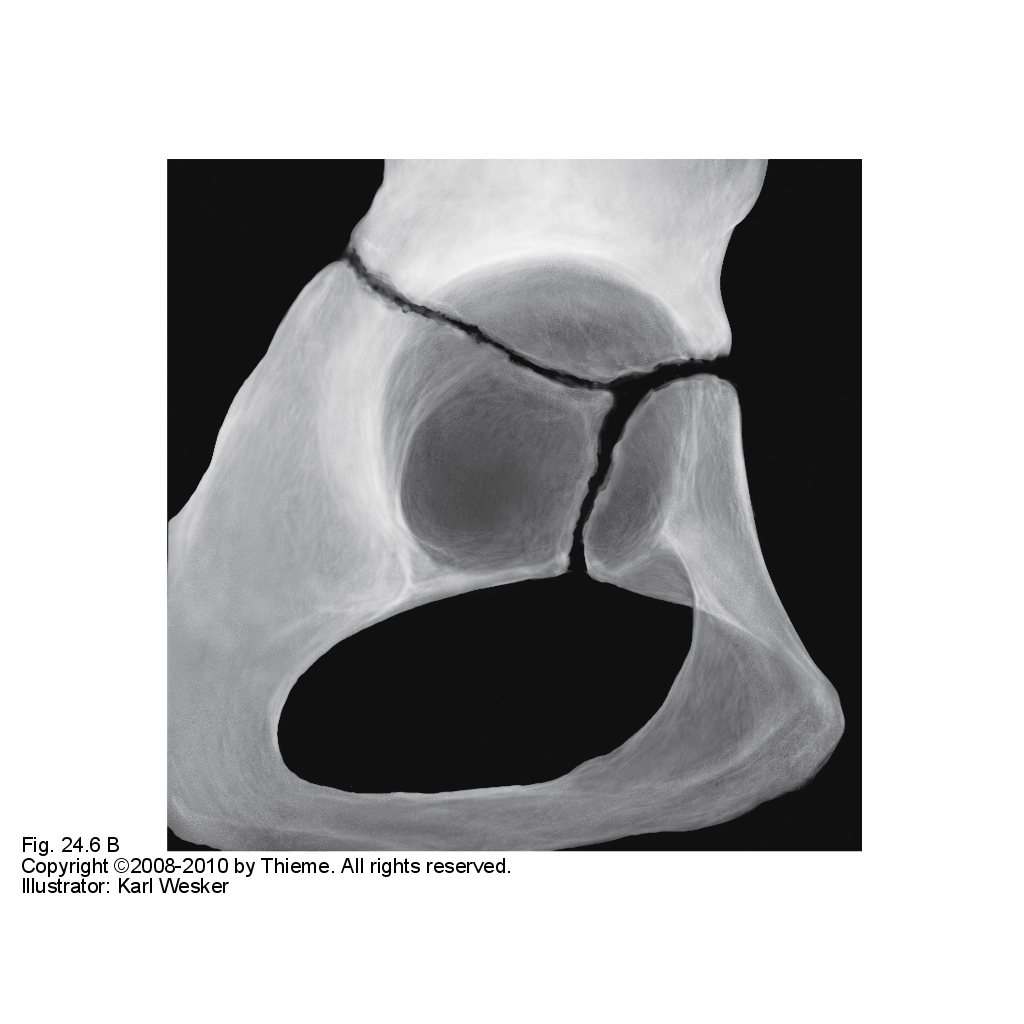 Fig. 24.6 B
Copyright ©2008-2010 by Thieme. All rights reserved.
Illustrator: Karl Wesker